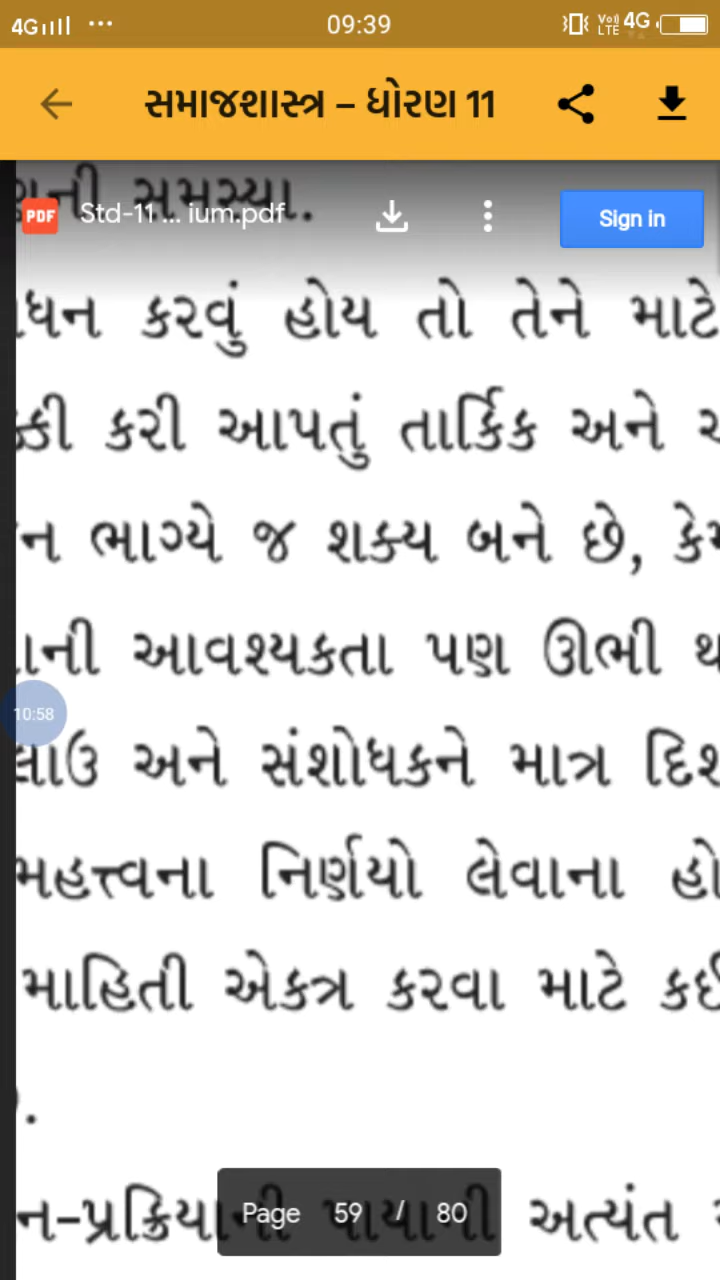 4G 09:39 VoLTE 4G
સમાજશાસ્ત્ર – ધોરણ 11
સમસ્યા.
PDF Std-11 ... ium.pdf Sign in
કરવું હોય તો તેને માટે
કરી આપતું તાર્કિક અને
ભાગ્યે જ શક્ય બને છે,
આવશ્યકતા પણ ઊભી
10:58
અને સંશોધકને માત્ર
મહત્ત્વના નિર્ણયો લેવાના
માહિતી એકત્ર કરવા માટે
Page 59 / 80
પાયાની અત્યંત